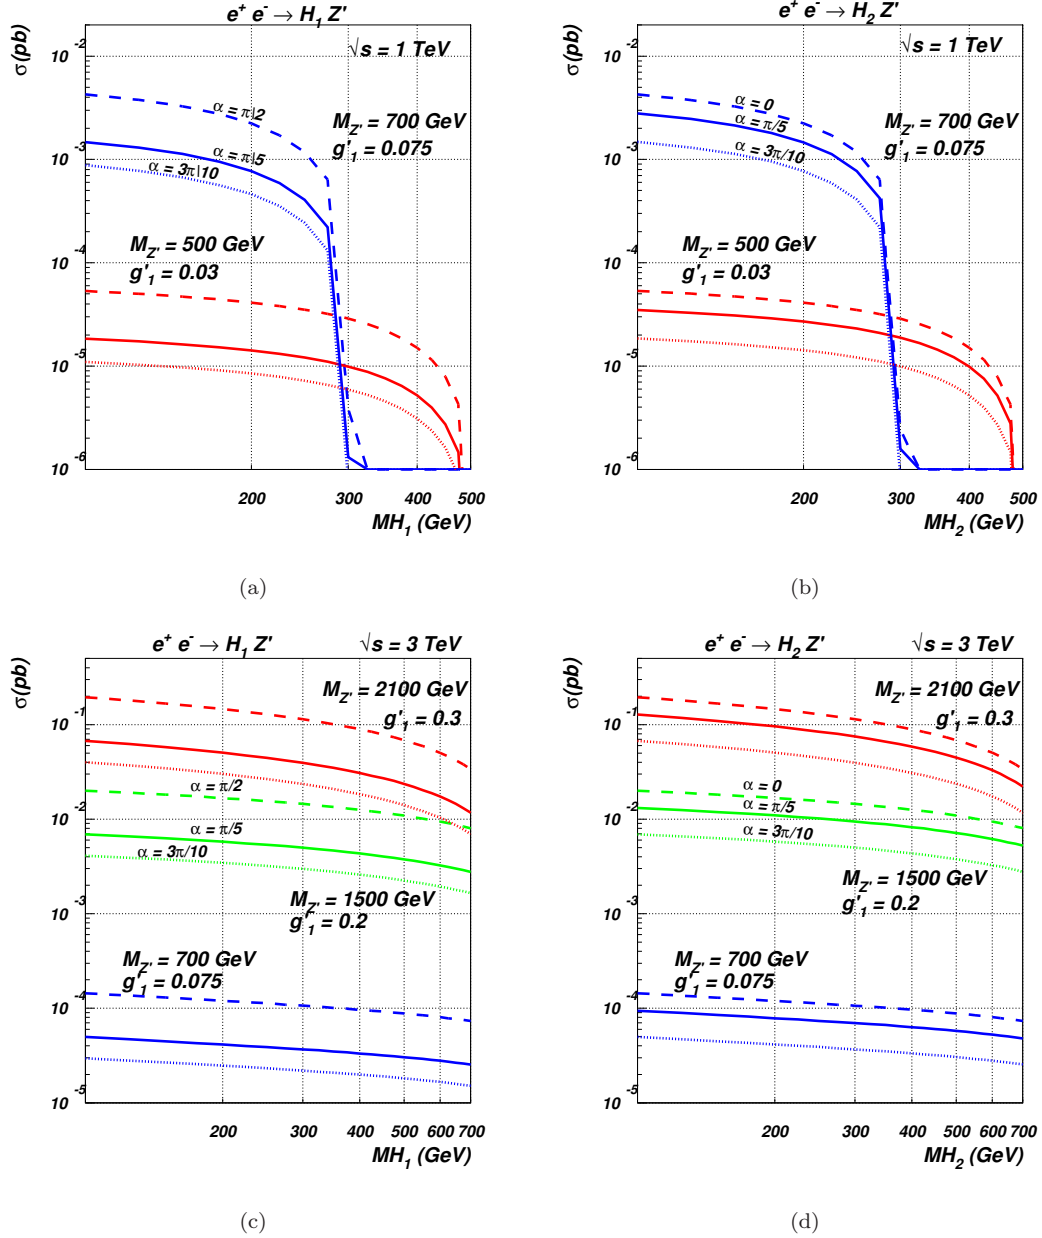 e⁺ e⁻ → H₁ Z'
√s = 1 TeV
σ(pb)
10⁻²
10⁻³
10⁻⁴
10⁻⁵
10⁻⁶
α = π|2
α = π|5
α = 3π|10
M_Z' = 700 GeV
g'₁ = 0.075
M_Z' = 500 GeV
g'₁ = 0.03
200 300 400 500
MH₁ (GeV)
(a)
e⁺ e⁻ → H₂ Z'
√s = 1 TeV
σ(pb)
10⁻²
10⁻³
10⁻⁴
10⁻⁵
10⁻⁶
α = 0
α = π/5
α = 3π/10
M_Z' = 700 GeV
g'₁ = 0.075
M_Z' = 500 GeV
g'₁ = 0.03
200 300 400 500
MH₂ (GeV)
(b)
e⁺ e⁻ → H₁ Z'
√s = 3 TeV
σ(pb)
10⁻¹
10⁻²
10⁻³
10⁻⁴
10⁻⁵
M_Z' = 2100 GeV
g'₁ = 0.3
α = π/2
α = π/5
α = 3π/10
M_Z' = 1500 GeV
g'₁ = 0.2
M_Z' = 700 GeV
g'₁ = 0.075
200 300 400 500 600 700
MH₁ (GeV)
(c)
e⁺ e⁻ → H₂ Z'
√s = 3 TeV
σ(pb)
10⁻¹
10⁻²
10⁻³
10⁻⁴
10⁻⁵
M_Z' = 2100 GeV
g'₁ = 0.3
α = 0
α = π/5
α = 3π/10
M_Z' = 1500 GeV
g'₁ = 0.2
M_Z' = 700 GeV
g'₁ = 0.075
200 300 400 500 600 700
MH₂ (GeV)
(d)